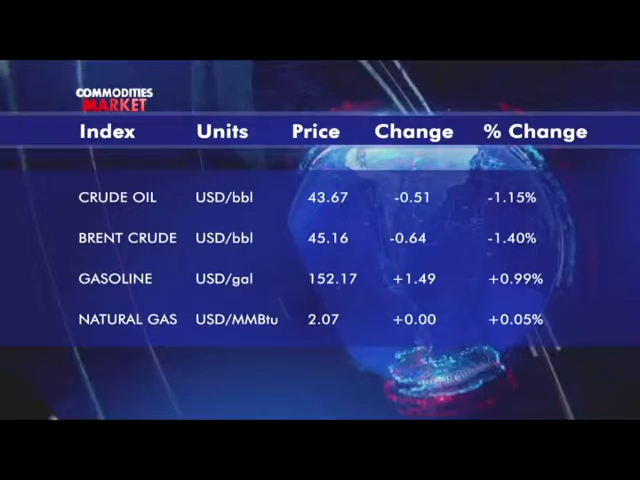 COMMODITIES
MARKET
Index Units Price Change % Change
CRUDE OIL USD/bbl 43.67 -0.51 -1.15%
BRENT CRUDE USD/bbl 45.16 -0.64 -1.40%
GASOLINE USD/gal 152.17 +1.49 +0.99%
NATURAL GAS USD/MMBtu 2.07 +0.00 +0.05%